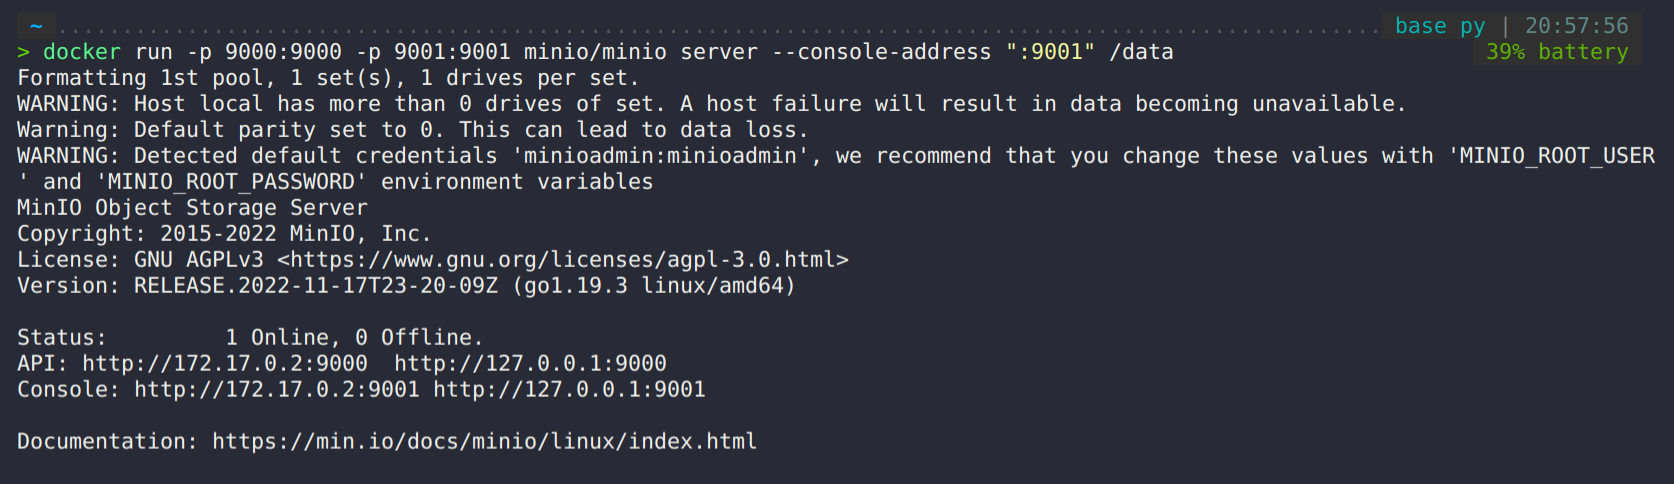 ~ base py | 20:57:56
> docker run -p 9000:9000 -p 9001:9001 minio/minio server --console-address ":9001" /data 39% battery
Formatting 1st pool, 1 set(s), 1 drives per set.
WARNING: Host local has more than 0 drives of set. A host failure will result in data becoming unavailable.
Warning: Default parity set to 0. This can lead to data loss.
WARNING: Detected default credentials 'minioadmin:minioadmin', we recommend that you change these values with 'MINIO_ROOT_USER
' and 'MINIO_ROOT_PASSWORD' environment variables
MinIO Object Storage Server
Copyright: 2015-2022 MinIO, Inc.
License: GNU AGPLv3 <https://www.gnu.org/licenses/agpl-3.0.html>
Version: RELEASE.2022-11-17T23-20-09Z (go1.19.3 linux/amd64)
Status:         1 Online, 0 Offline.
API: http://172.17.0.2:9000  http://127.0.0.1:9000
Console: http://172.17.0.2:9001 http://127.0.0.1:9001
Documentation: https://min.io/docs/minio/linux/index.html